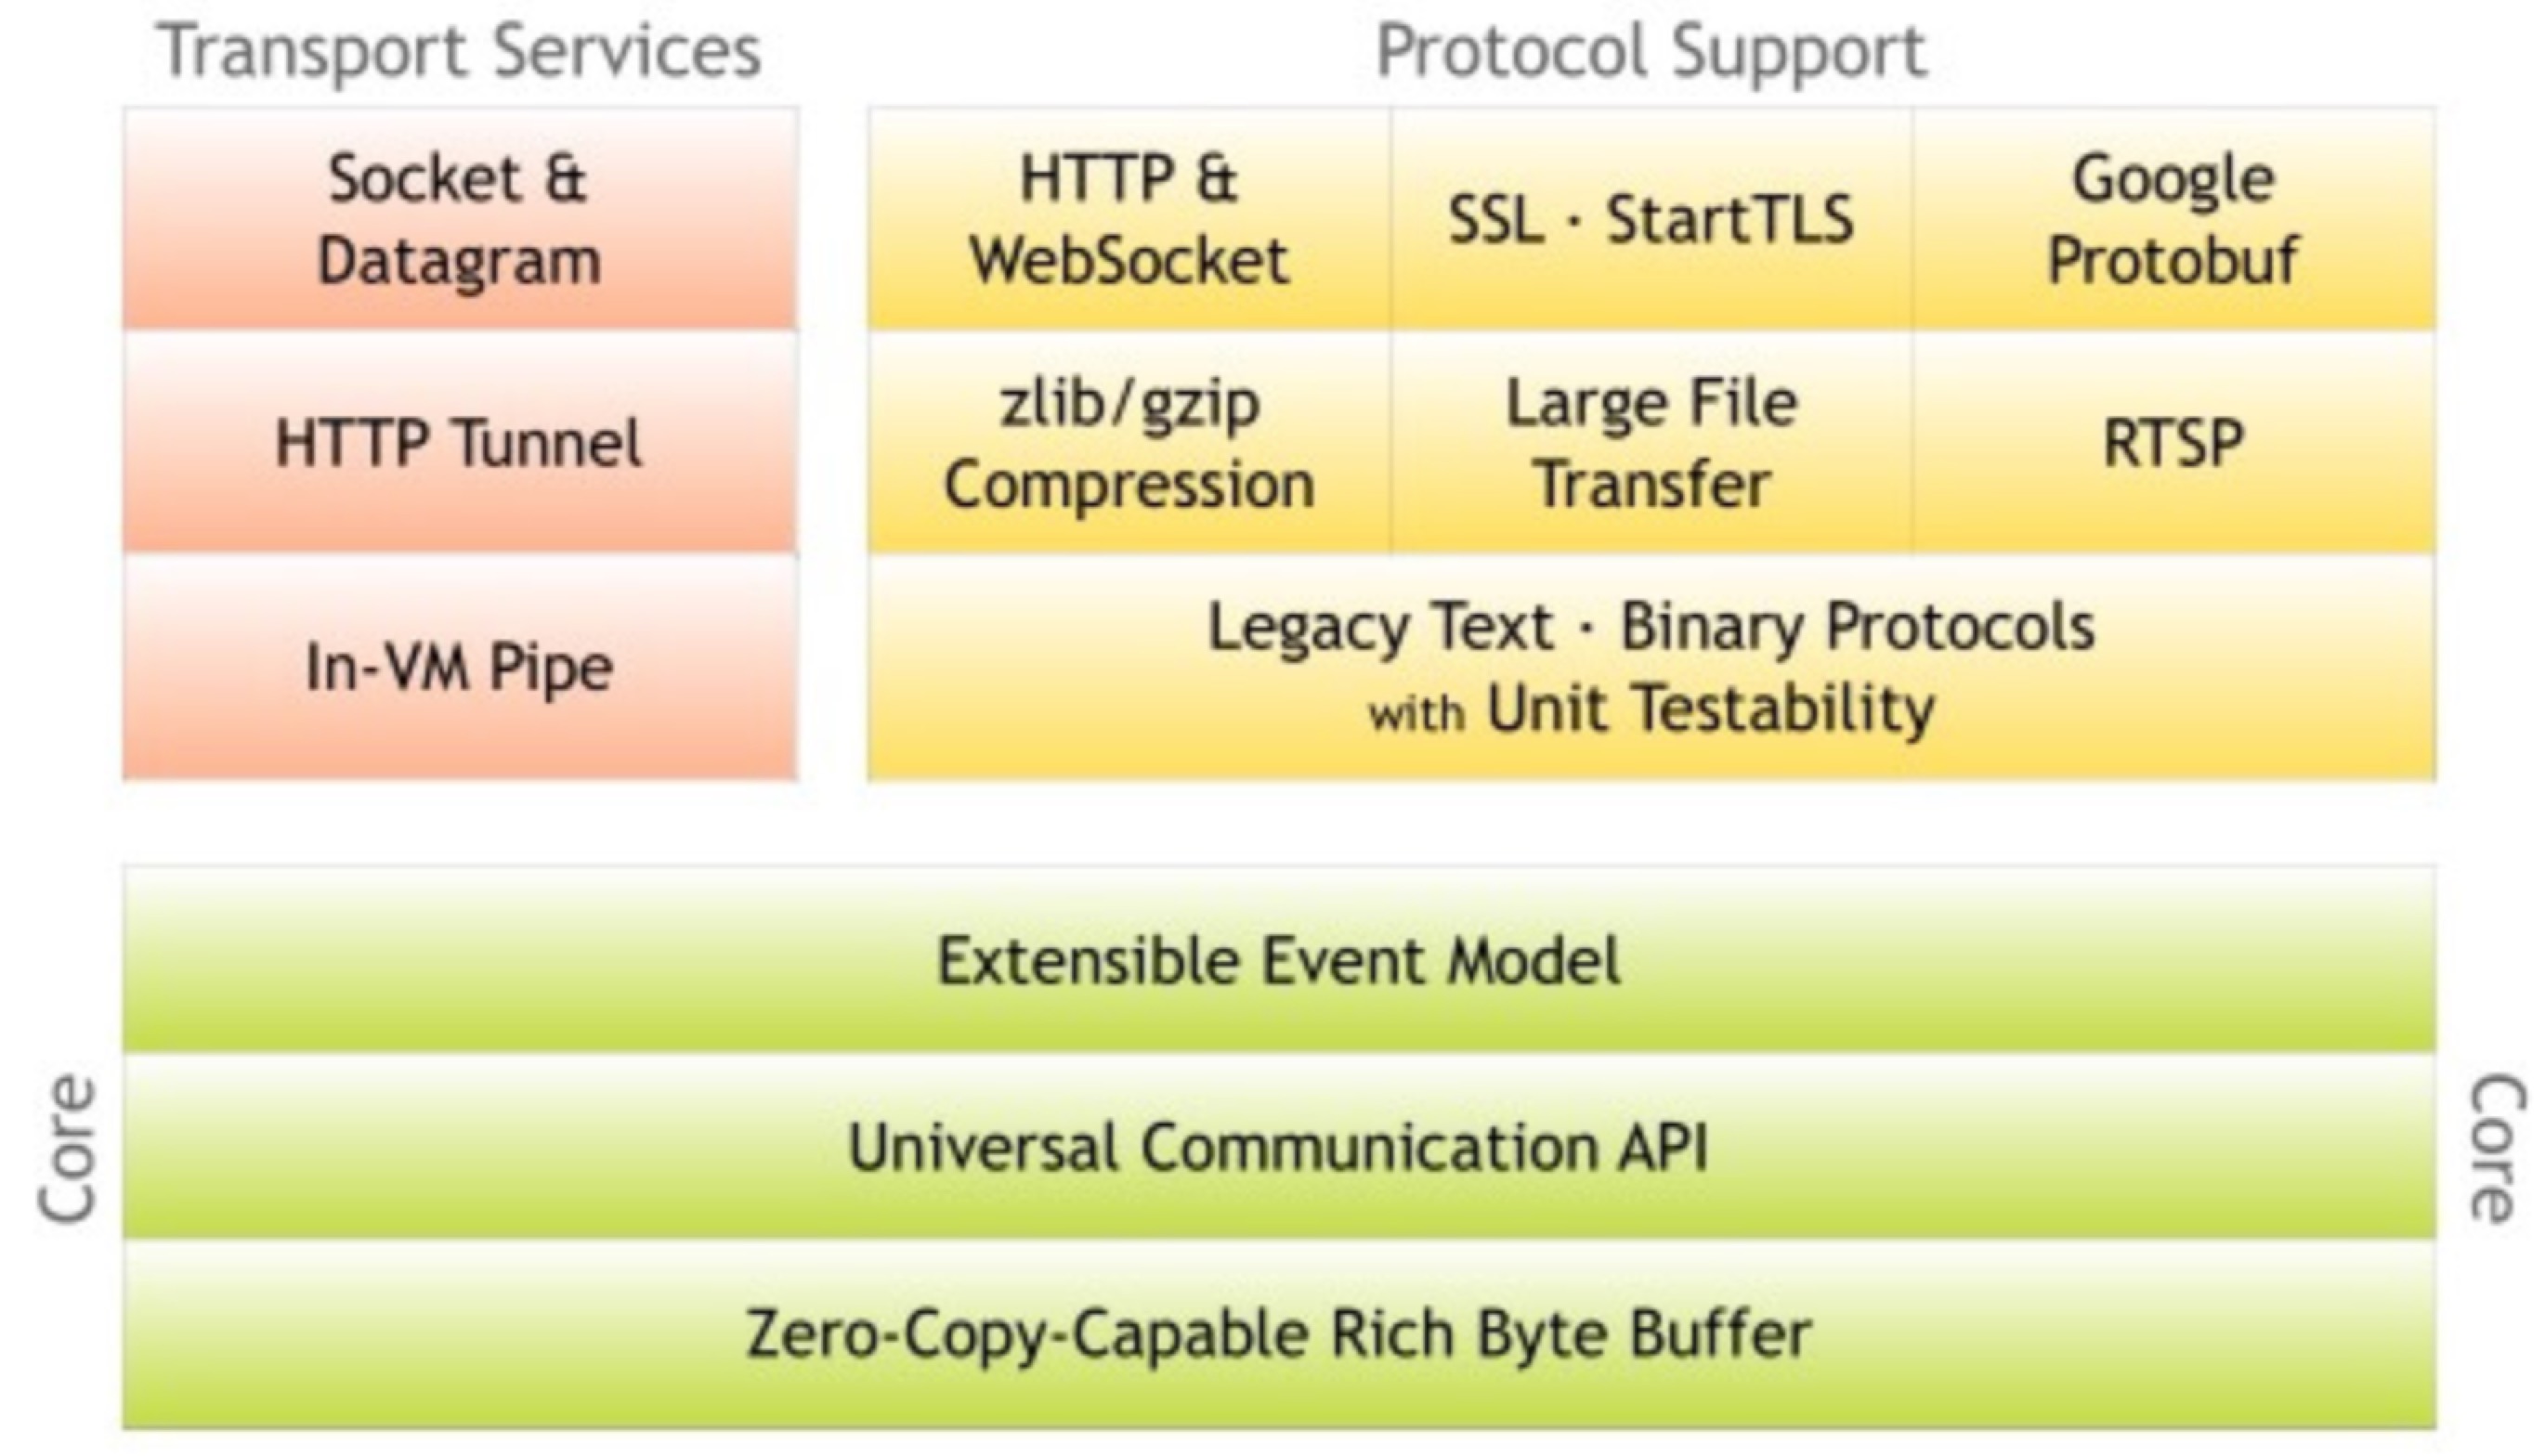 Transport Services
Protocol Support
Socket &
Datagram
HTTP Tunnel
In-VM Pipe
HTTP &
WebSocket
SSL · StartTLS
Google
Protobuf
zlib/gzip
Compression
Large File
Transfer
RTSP
Legacy Text · Binary Protocols
with Unit Testability
Core
Extensible Event Model
Universal Communication API
Zero-Copy-Capable Rich Byte Buffer
Core